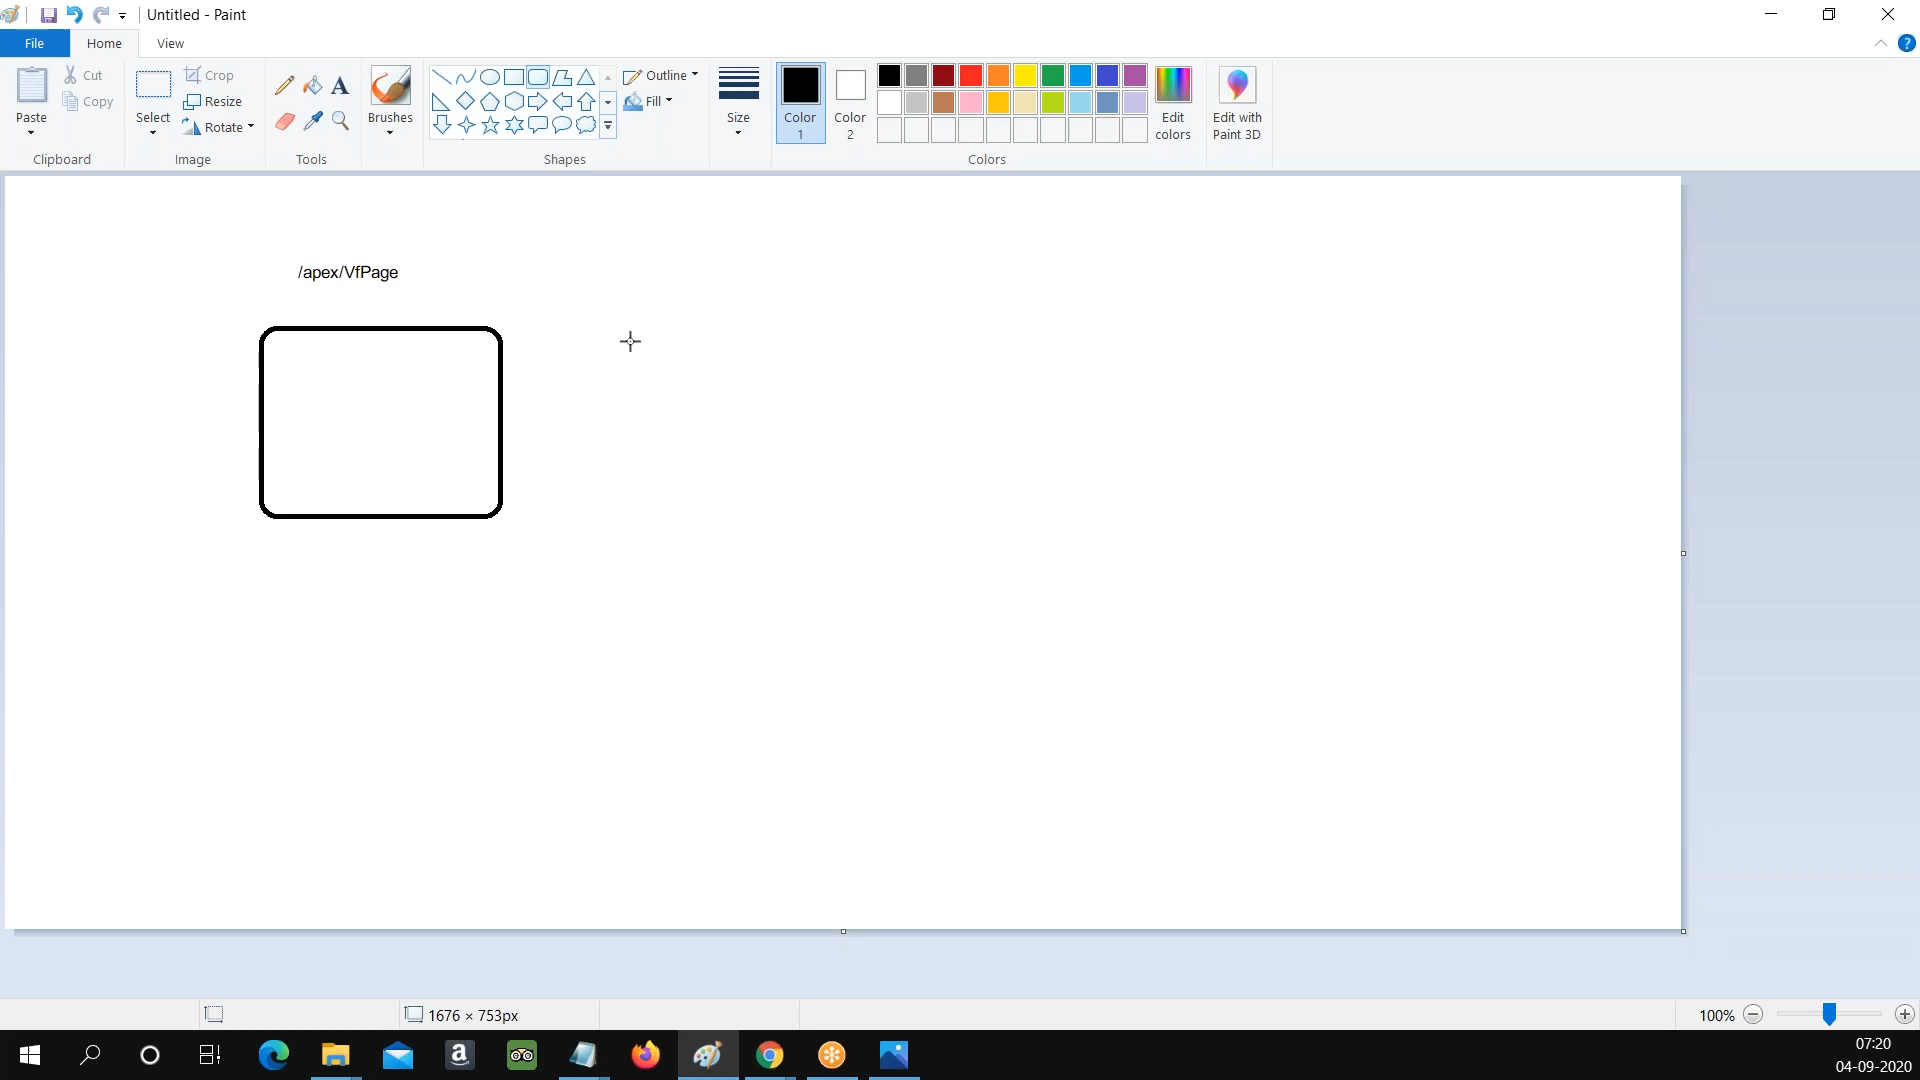 Untitled - Paint
File
Home
View
Paste
Cut
Copy
Clipboard
Select
Crop
Resize
Rotate
Image
A
Tools
Brushes
Outline
Fill
Shapes
Size
Color
1
Color
2
Edit
colors
Colors
Edit with
Paint 3D
?
/apex/VfPage
1676 × 753px
100%
a
07:20
04-09-2020